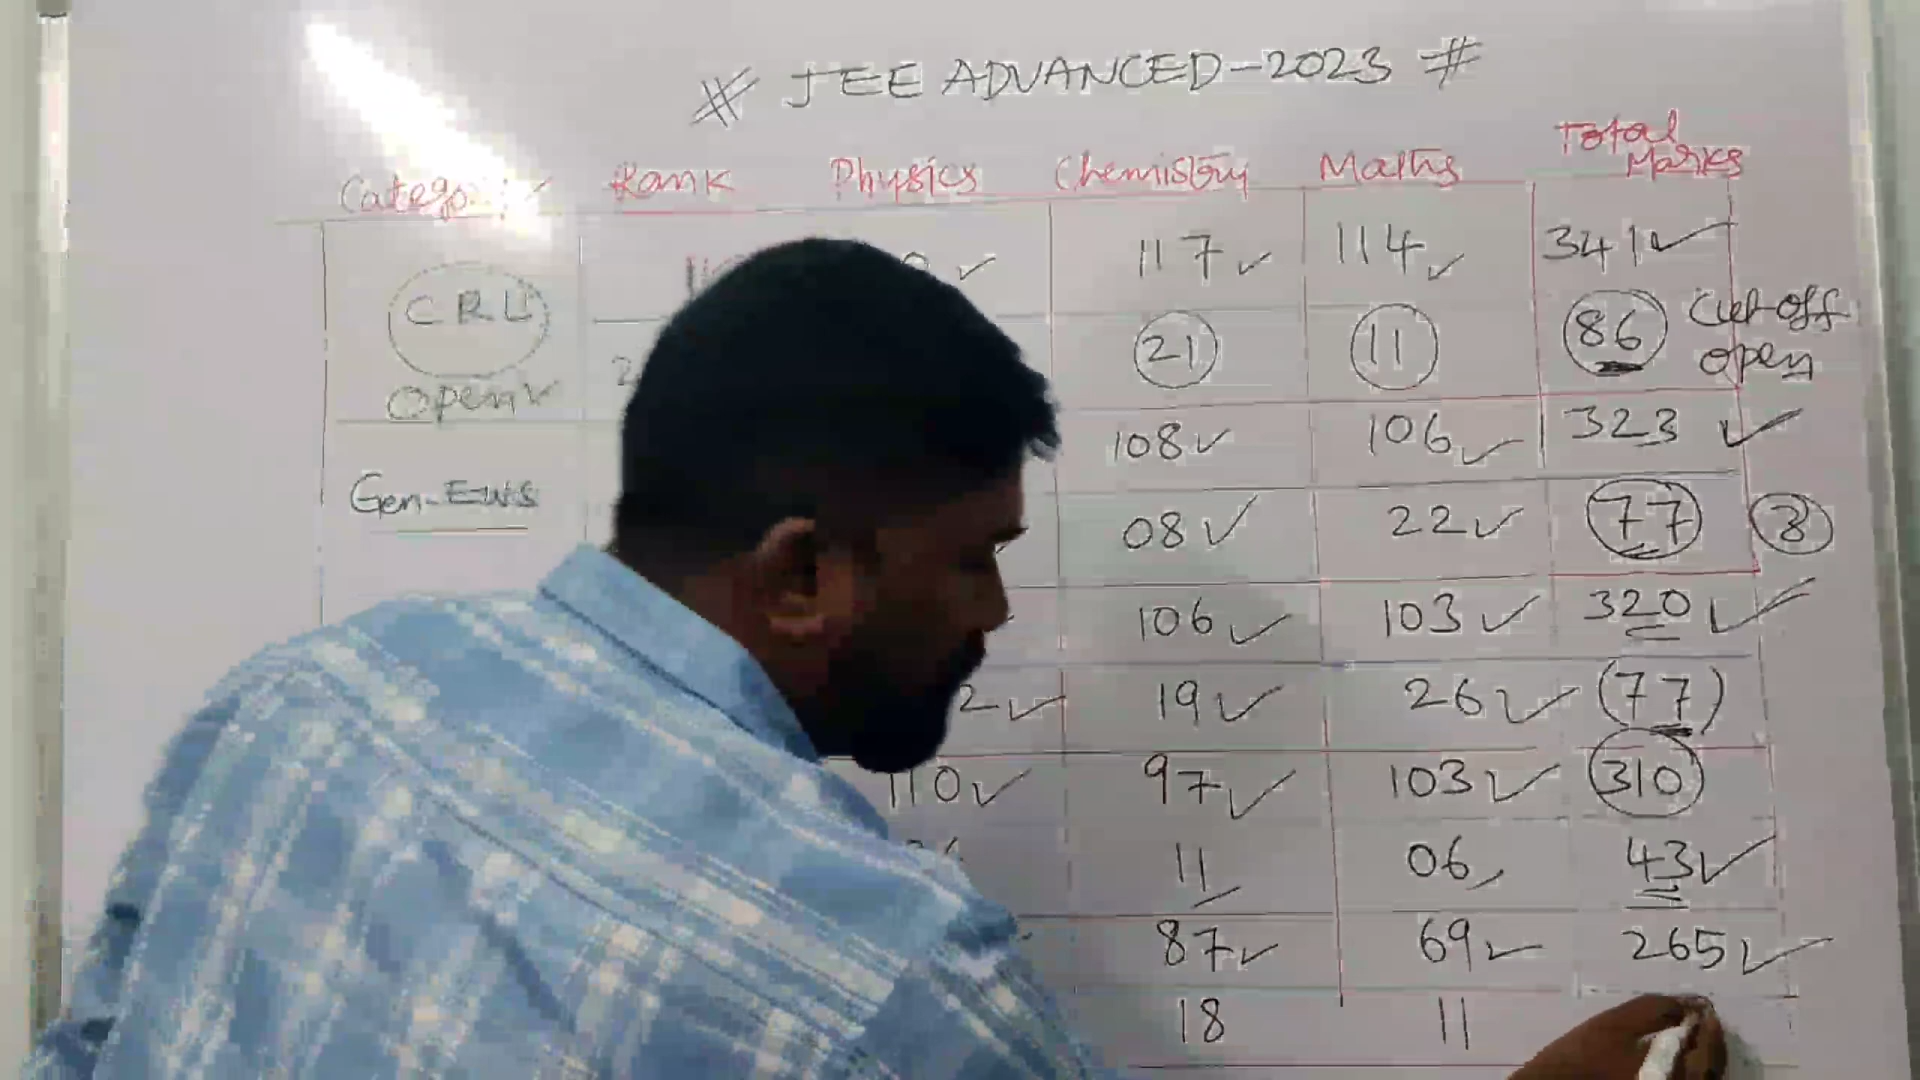 # JEE ADVANCED-2023 #
Rank Physics Chemistry Maths Total Marks
117✓ 114✓ 341✓
CRL
Open✓
21 11 86 Cut-off open
108✓ 106✓ 323✓
Gen-EWS
08✓ 22✓ 77
106✓ 103✓ 320✓
2✓ 19✓ 26✓ (77)
110✓ 97✓ 103✓ 310
11 06 43✓
87✓ 69✓ 265✓
18 11